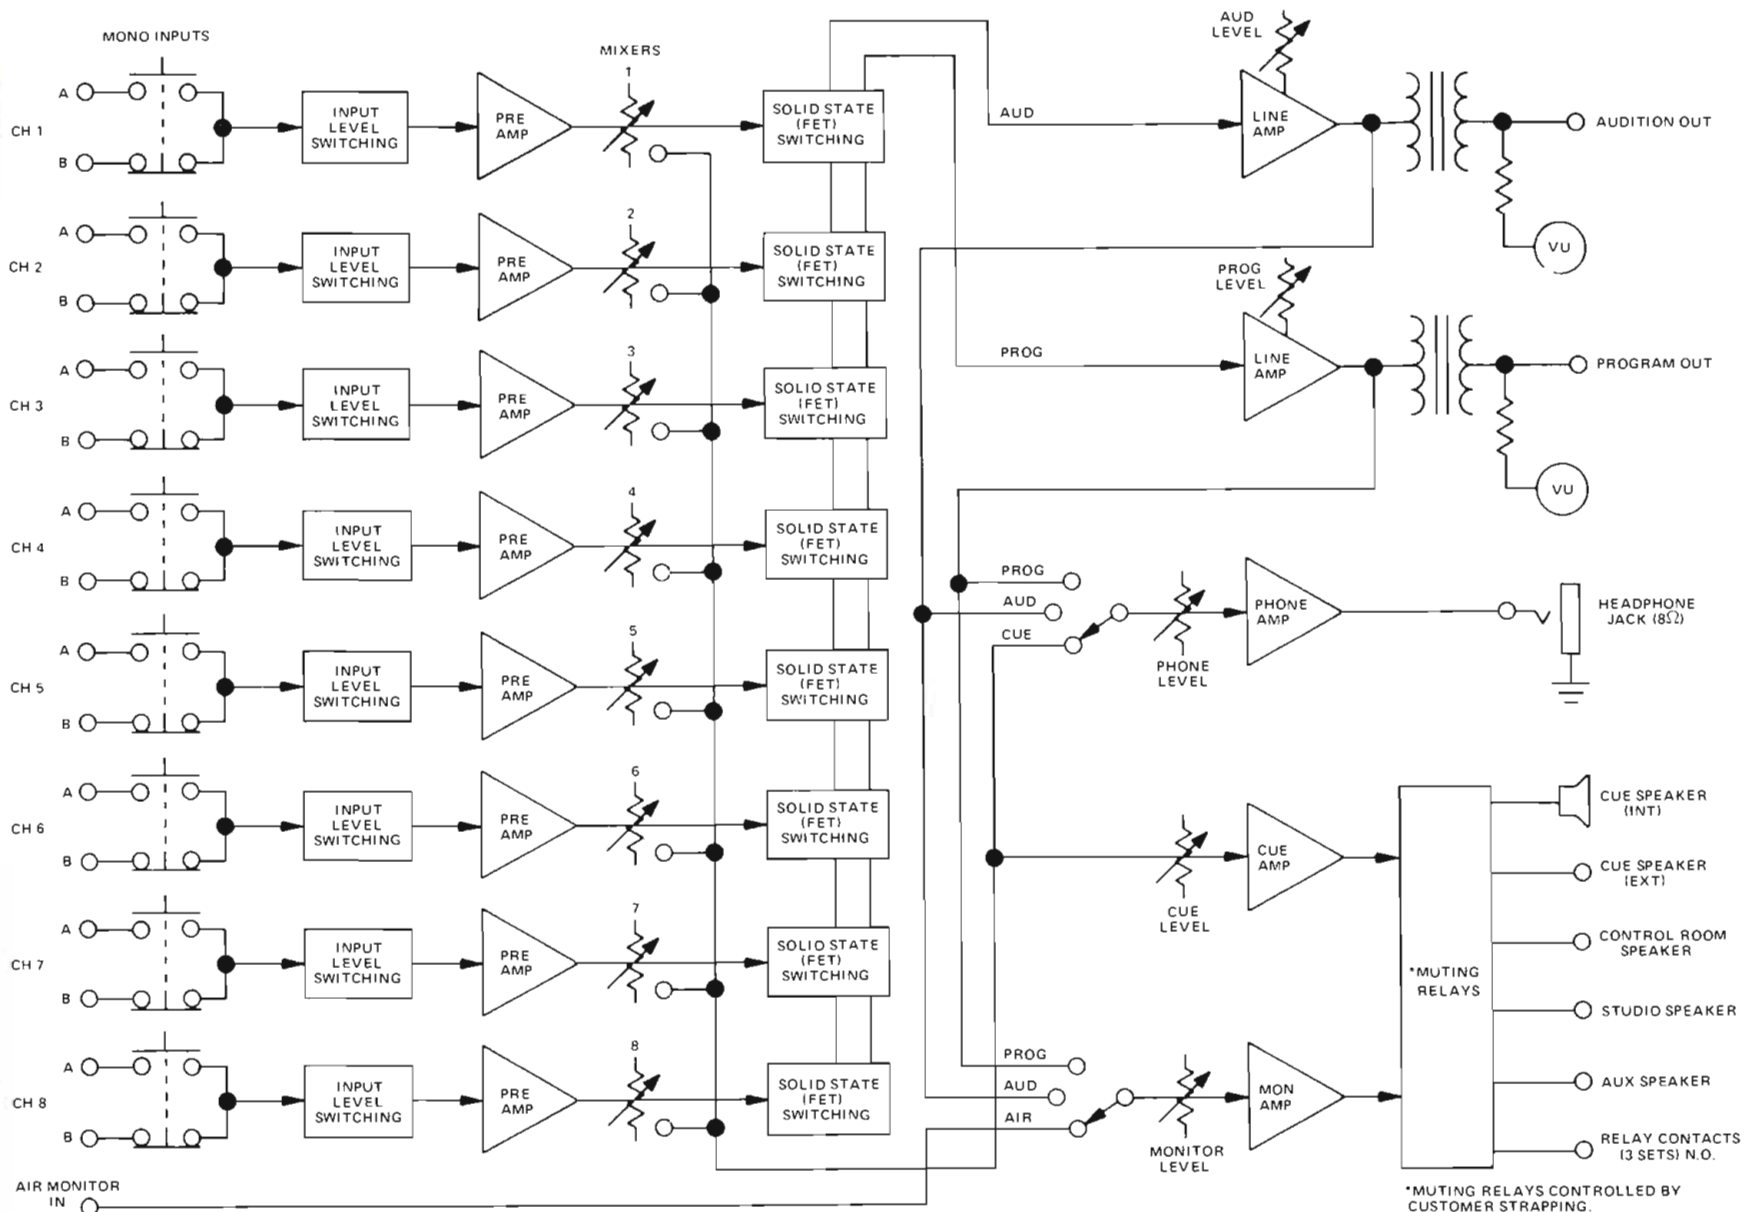 MONO INPUTS
MIXERS
AUD
LEVEL
A
B
CH 1
INPUT
LEVEL
SWITCHING
PRE
AMP
1
SOLID STATE
(FET)
SWITCHING
AUD
LINE
AMP
AUDITION OUT
VU
A
B
CH 2
INPUT
LEVEL
SWITCHING
PRE
AMP
2
SOLID STATE
(FET)
SWITCHING
PROG
LEVEL
A
B
CH 3
INPUT
LEVEL
SWITCHING
PRE
AMP
3
SOLID STATE
(FET)
SWITCHING
PROG
LINE
AMP
PROGRAM OUT
VU
A
B
CH 4
INPUT
LEVEL
SWITCHING
PRE
AMP
4
SOLID STATE
(FET)
SWITCHING
PROG
AUD
CUE
PHONE
LEVEL
PHONE
AMP
HEADPHONE
JACK (8Ω)
A
B
CH 5
INPUT
LEVEL
SWITCHING
PRE
AMP
5
SOLID STATE
(FET)
SWITCHING
A
B
CH 6
INPUT
LEVEL
SWITCHING
PRE
AMP
6
SOLID STATE
(FET)
SWITCHING
CUE
LEVEL
CUE
AMP
CUE SPEAKER
(INT)
CUE SPEAKER
(EXT)
A
B
CH 7
INPUT
LEVEL
SWITCHING
PRE
AMP
7
SOLID STATE
(FET)
SWITCHING
*MUTING
RELAYS
CONTROL ROOM
SPEAKER
STUDIO SPEAKER
A
B
CH 8
INPUT
LEVEL
SWITCHING
PRE
AMP
8
SOLID STATE
(FET)
SWITCHING
PROG
AUD
AIR
MONITOR
LEVEL
MON
AMP
AUX SPEAKER
RELAY CONTACTS
(3 SETS) N.O.
AIR MONITOR
IN
*MUTING RELAYS CONTROLLED BY
CUSTOMER STRAPPING.